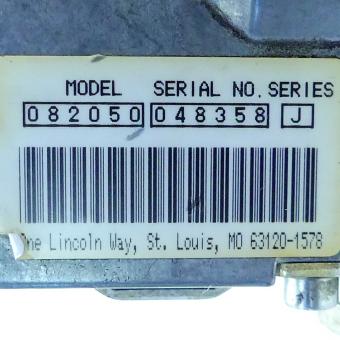 MODEL SERIAL NO. SERIES
082050 048358 J
One Lincoln Way, St. Louis, MO 63120-1578